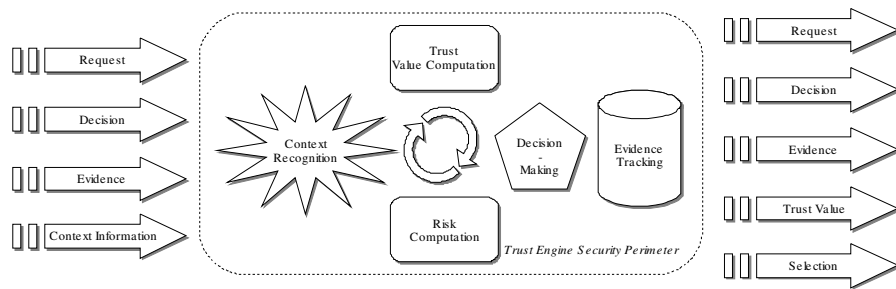 Request
Decision
Evidence
Context Information
Trust
Value Computation
Context
Recognition
Decision
-
Making
Evidence
Tracking
Risk
Computation
Trust Engine Security Perimeter
Request
Decision
Evidence
Trust Value
Selection